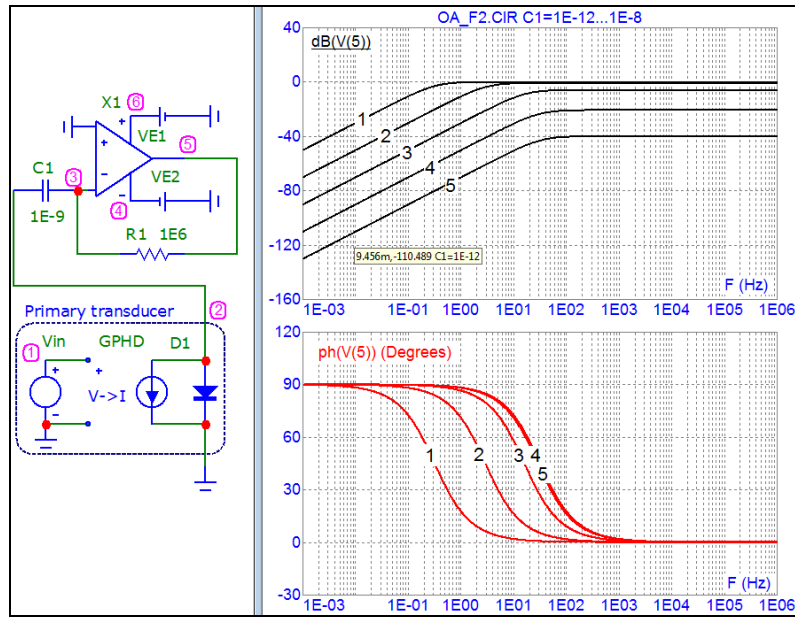 X1
6
+
VE1
+
5
C1
3
-
-
VE2
4
1E-9
R1 1E6
Primary transducer
2
1
Vin
GPHD
D1
+
+
V->I
-
-
OA_F2.CIR C1=1E-12...1E-8
40
dB(V(5))
0
1
2
-40
3
4
5
-80
-120
9.456m,-110.489 C1=1E-12
F (Hz)
-160
1E-03
1E-01
1E00
1E01
1E02
1E03
1E04
1E05
1E06
120
ph(V(5)) (Degrees)
90
60
1
2
3
4
5
30
0
F (Hz)
-30
1E-03
1E-01
1E00
1E01
1E02
1E03
1E04
1E05
1E06